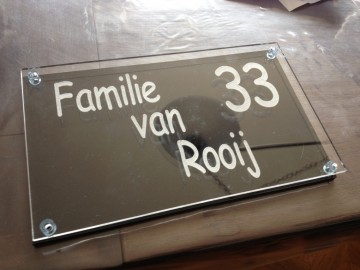 Familie 33
van
Rooij